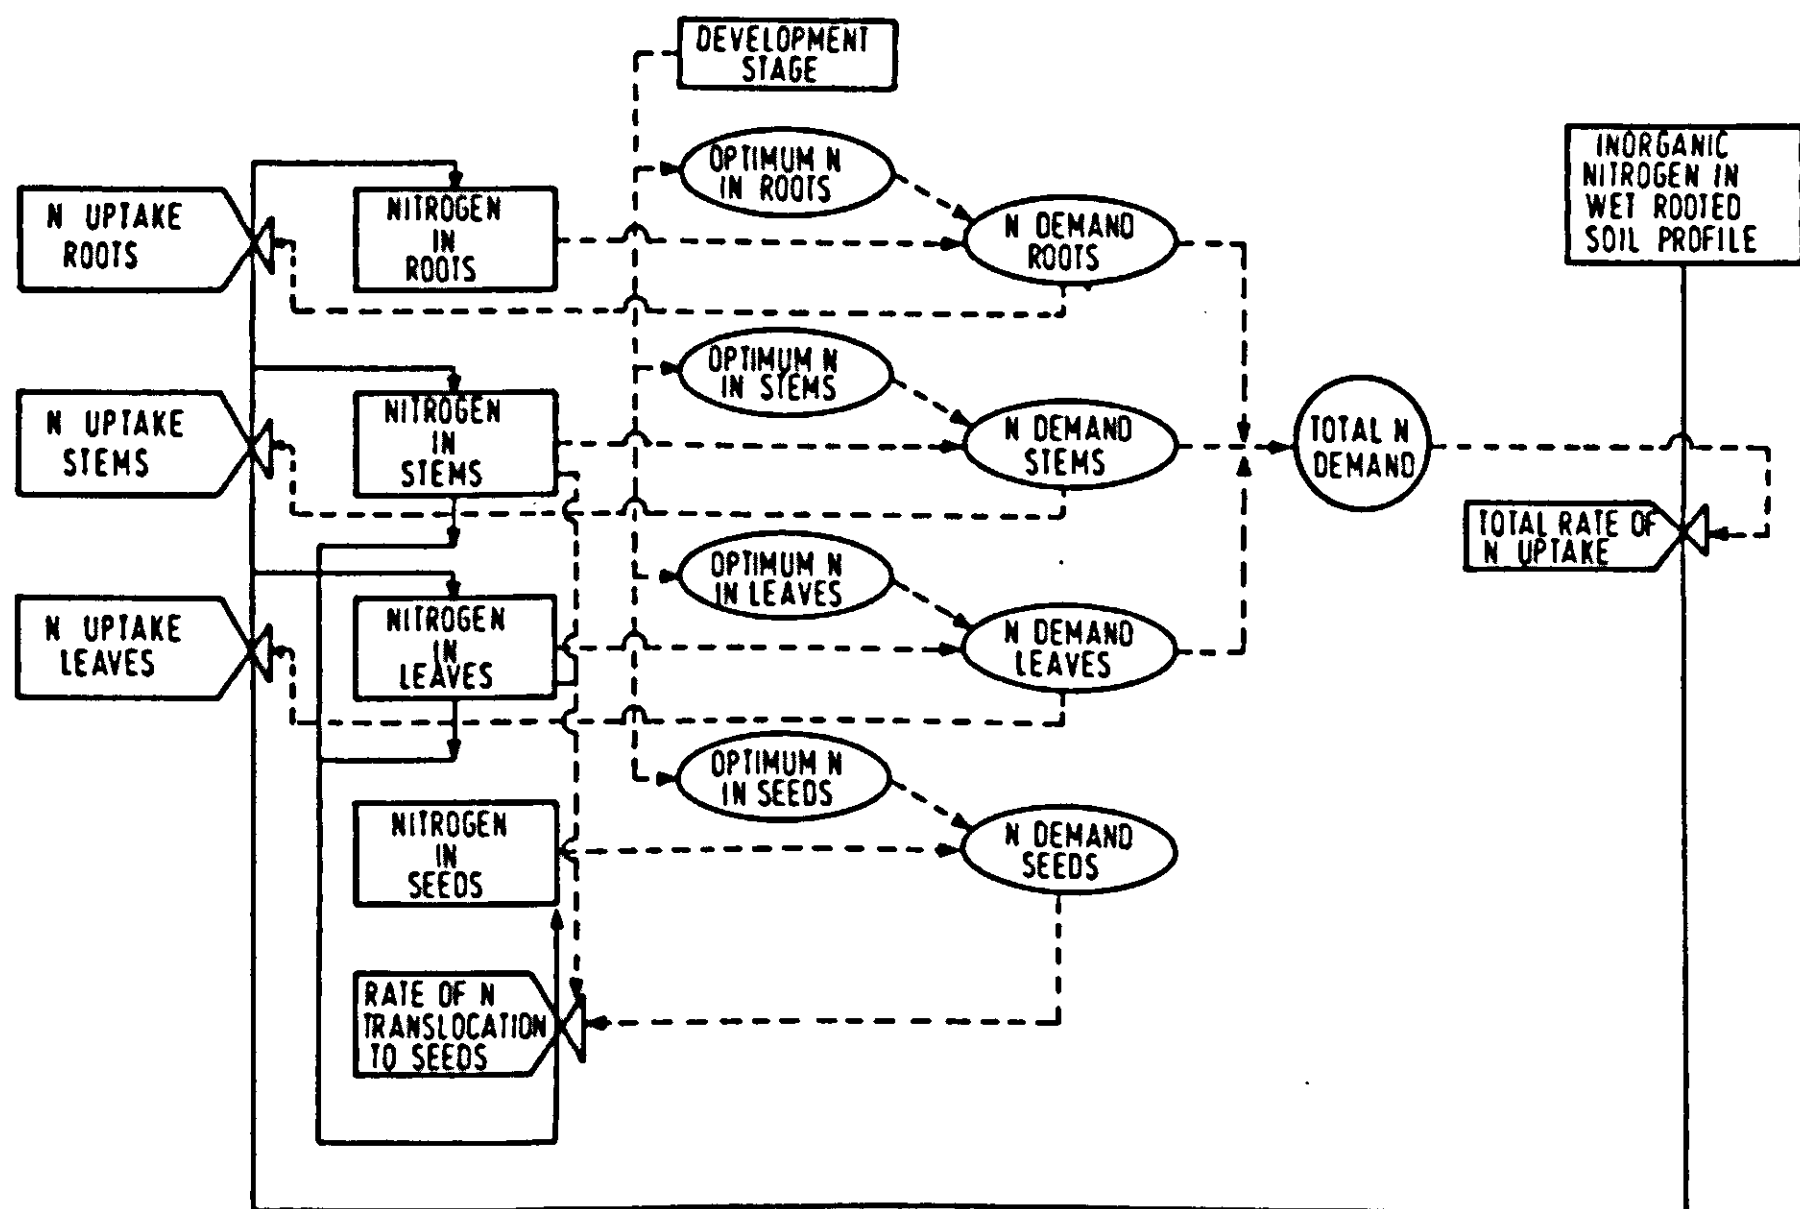 DEVELOPMENT
STAGE
INORGANIC
NITROGEN IN
WET ROOTED
SOIL PROFILE
OPTIMUM N
IN ROOTS
N UPTAKE
ROOTS
NITROGEN
IN
ROOTS
N DEMAND
ROOTS
OPTIMUM N
IN STEMS
N UPTAKE
STEMS
NITROGEN
IN
STEMS
N DEMAND
STEMS
TOTAL N
DEMAND
TOTAL RATE OF
N UPTAKE
OPTIMUM N
IN LEAVES
N UPTAKE
LEAVES
NITROGEN
IN
LEAVES
N DEMAND
LEAVES
OPTIMUM N
IN SEEDS
NITROGEN
IN
SEEDS
N DEMAND
SEEDS
RATE OF N
TRANSLOCATION
TO SEEDS